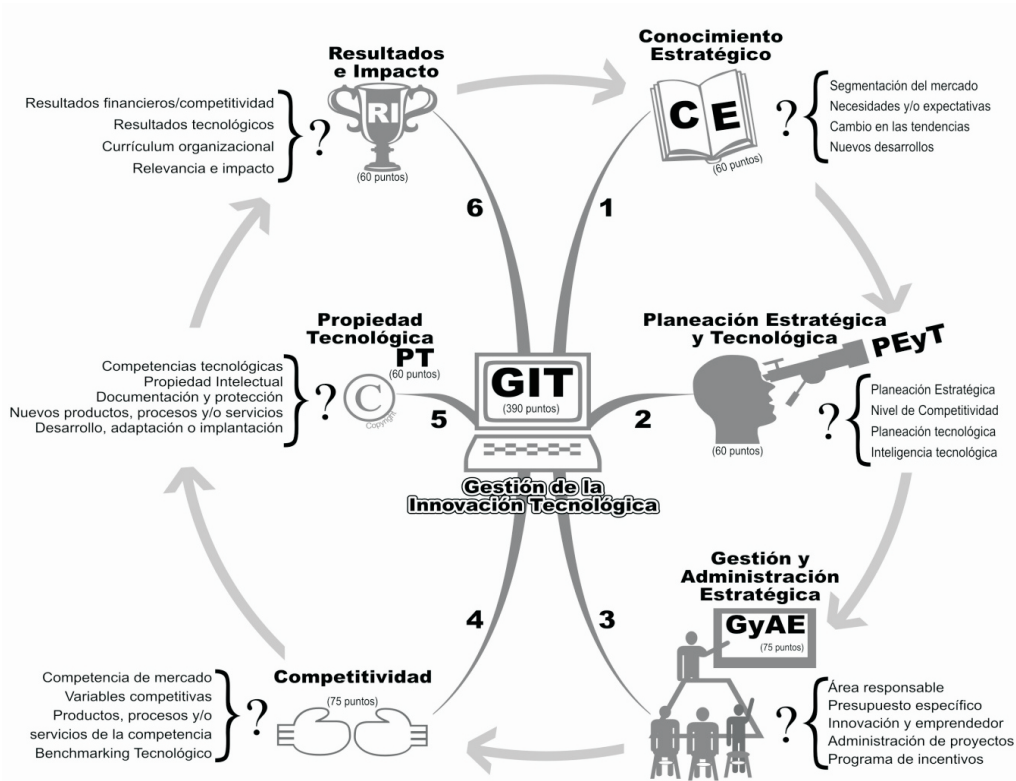 Conocimiento
Estratégico
C E
(60 puntos)
?
Segmentación del mercado
Necesidades y/o expectativas
Cambio en las tendencias
Nuevos desarrollos
1
Planeación Estratégica
y Tecnológica
PEyT
(60 puntos)
?
Planeación Estratégica
Nivel de Competitividad
Planeación tecnológica
Inteligencia tecnológica
2
Gestión y
Administración
Estratégica
GyAE
(75 puntos)
?
Área responsable
Presupuesto específico
Innovación y emprendedor
Administración de proyectos
Programa de incentivos
3
Competitividad
(75 puntos)
?
Competencia de mercado
Variables competitivas
Productos, procesos y/o
servicios de la competencia
Benchmarking Tecnológico
4
Propiedad
Tecnológica
PT
(60 puntos)
C
Copyright
?
Competencias tecnológicas
Propiedad Intelectual
Documentación y protección
Nuevos productos, procesos y/o servicios
Desarrollo, adaptación o implantación
5
Resultados
e Impacto
RI
(60 puntos)
?
Resultados financieros/competitividad
Resultados tecnológicos
Currículum organizacional
Relevancia e impacto
6
GIT
(390 puntos)
Gestión de la
Innovación Tecnológica